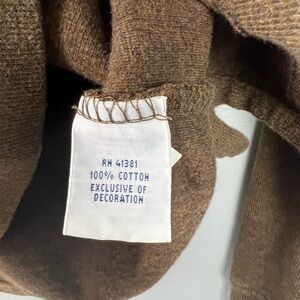 RN 41381
100% COTTON
EXCLUSIVE OF
DECORATION